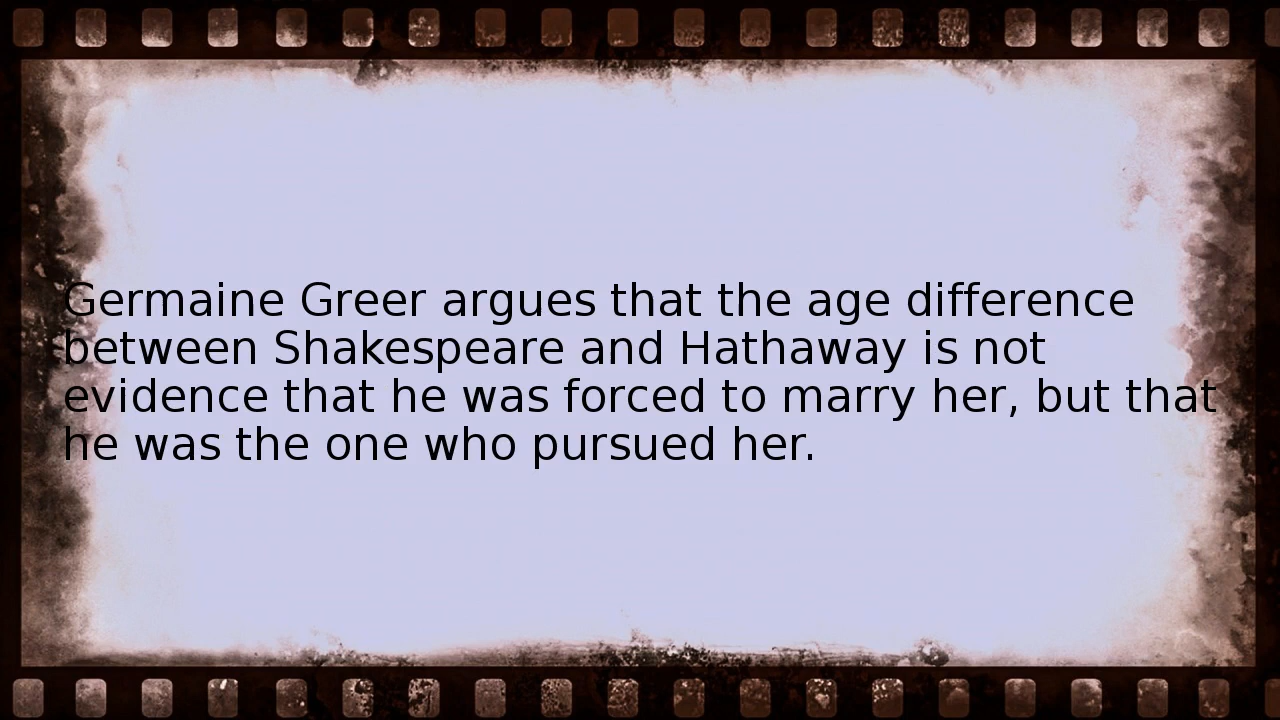 Germaine Greer argues that the age difference
between Shakespeare and Hathaway is not
evidence that he was forced to marry her, but that
he was the one who pursued her.